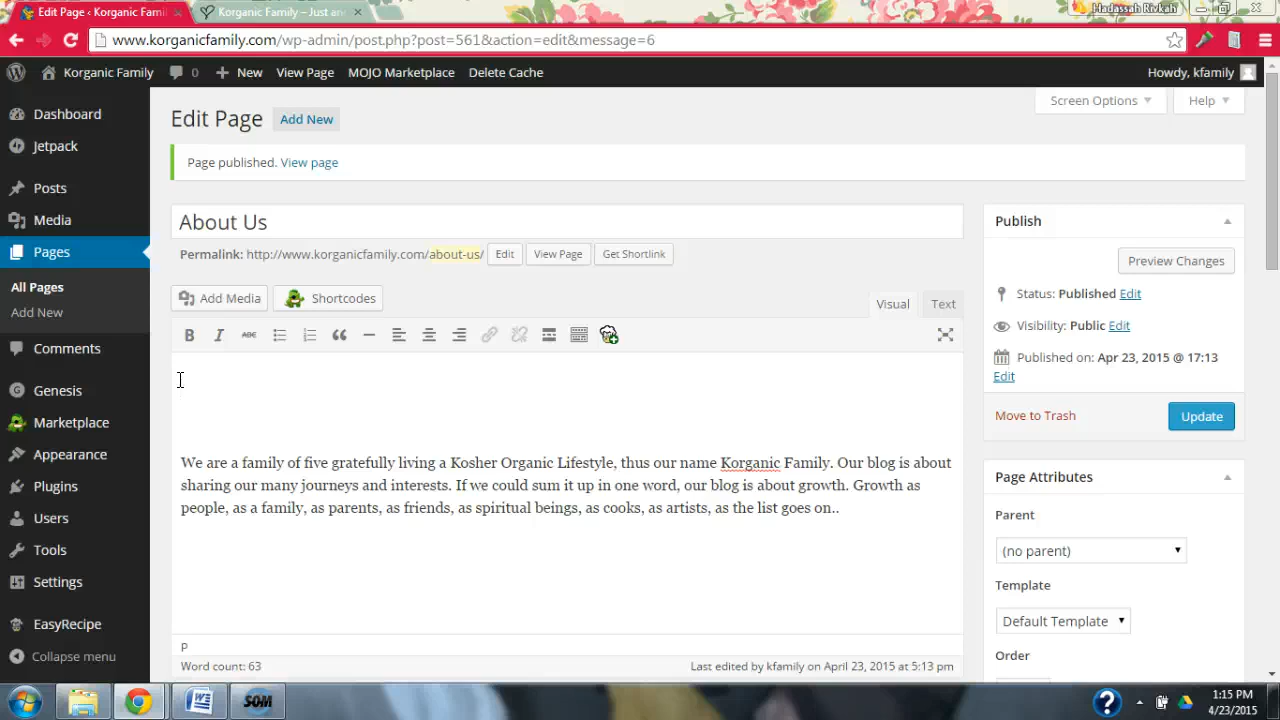 Edit Page ‹ Korganic Fami
Korganic Family – Just an
Hadassah Rivkah
www.korganicfamily.com/wp-admin/post.php?post=561&action=edit&message=6
Korganic Family 0 New View Page MOJO Marketplace Delete Cache Howdy, kfamily
Screen Options Help
Dashboard
Jetpack
Posts
Media
Pages
All Pages
Add New
Comments
Genesis
Marketplace
Appearance
Plugins
Users
Tools
Settings
EasyRecipe
Collapse menu
Edit Page Add New
Page published. View page
About Us
Permalink: http://www.korganicfamily.com/about-us/ Edit View Page Get Shortlink
Add Media Shortcodes
Visual Text
B I ABC
We are a family of five gratefully living a Kosher Organic Lifestyle, thus our name Korganic Family. Our blog is about
sharing our many journeys and interests. If we could sum it up in one word, our blog is about growth. Growth as
people, as a family, as parents, as friends, as spiritual beings, as cooks, as artists, as the list goes on..
P
Word count: 63 Last edited by kfamily on April 23, 2015 at 5:13 pm
Publish
Preview Changes
Status: Published Edit
Visibility: Public Edit
Published on: Apr 23, 2015 @ 17:13
Edit
Move to Trash Update
Page Attributes
Parent
(no parent)
Template
Default Template
Order
W SOM ?
1:15 PM
4/23/2015